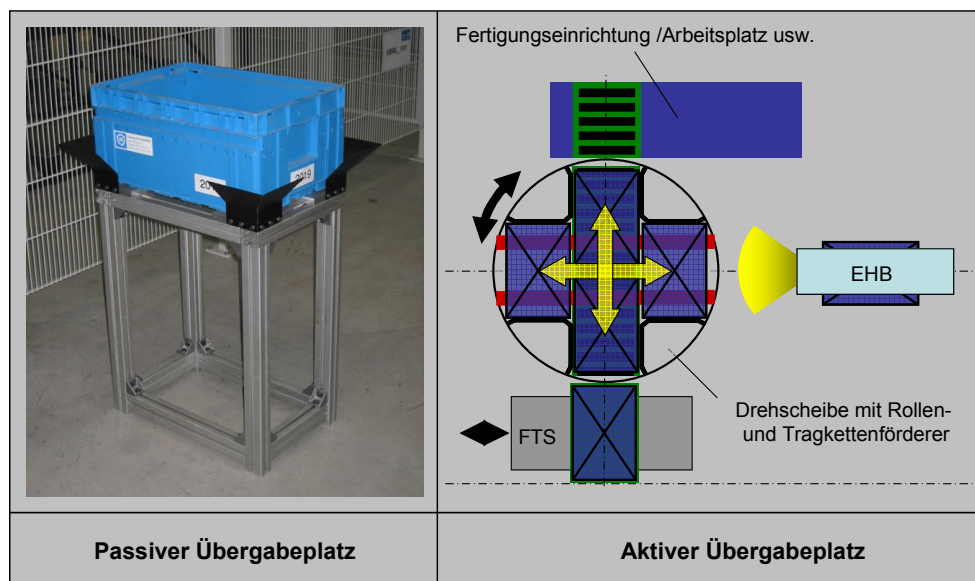 Fertigungseinrichtung /Arbeitsplatz usw.
2019
EHB
Drehscheibe mit Rollen-
und Tragkettenförderer
FTS
Passiver Übergabeplatz
Aktiver Übergabeplatz